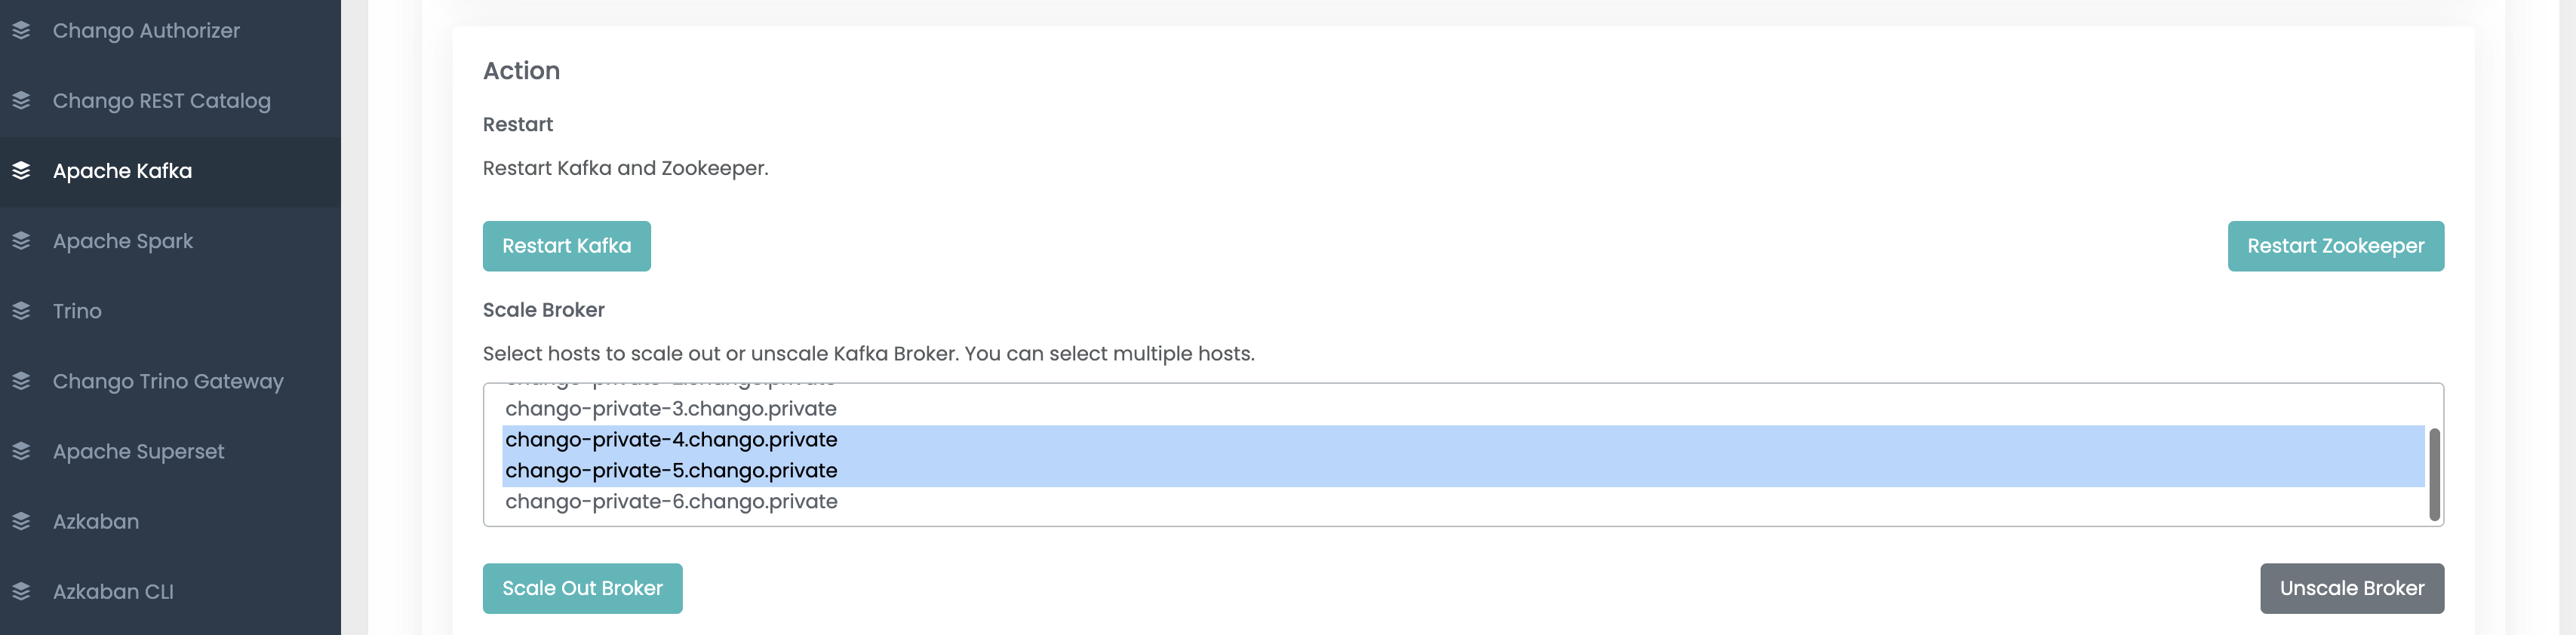 Chango Authorizer
Chango REST Catalog
Apache Kafka
Apache Spark
Trino
Chango Trino Gateway
Apache Superset
Azkaban
Azkaban CLI
Action
Restart
Restart Kafka and Zookeeper.
Restart Kafka
Restart Zookeeper
Scale Broker
Select hosts to scale out or unscale Kafka Broker. You can select multiple hosts.
chango-private-3.chango.private
chango-private-4.chango.private
chango-private-5.chango.private
chango-private-6.chango.private
Scale Out Broker
Unscale Broker